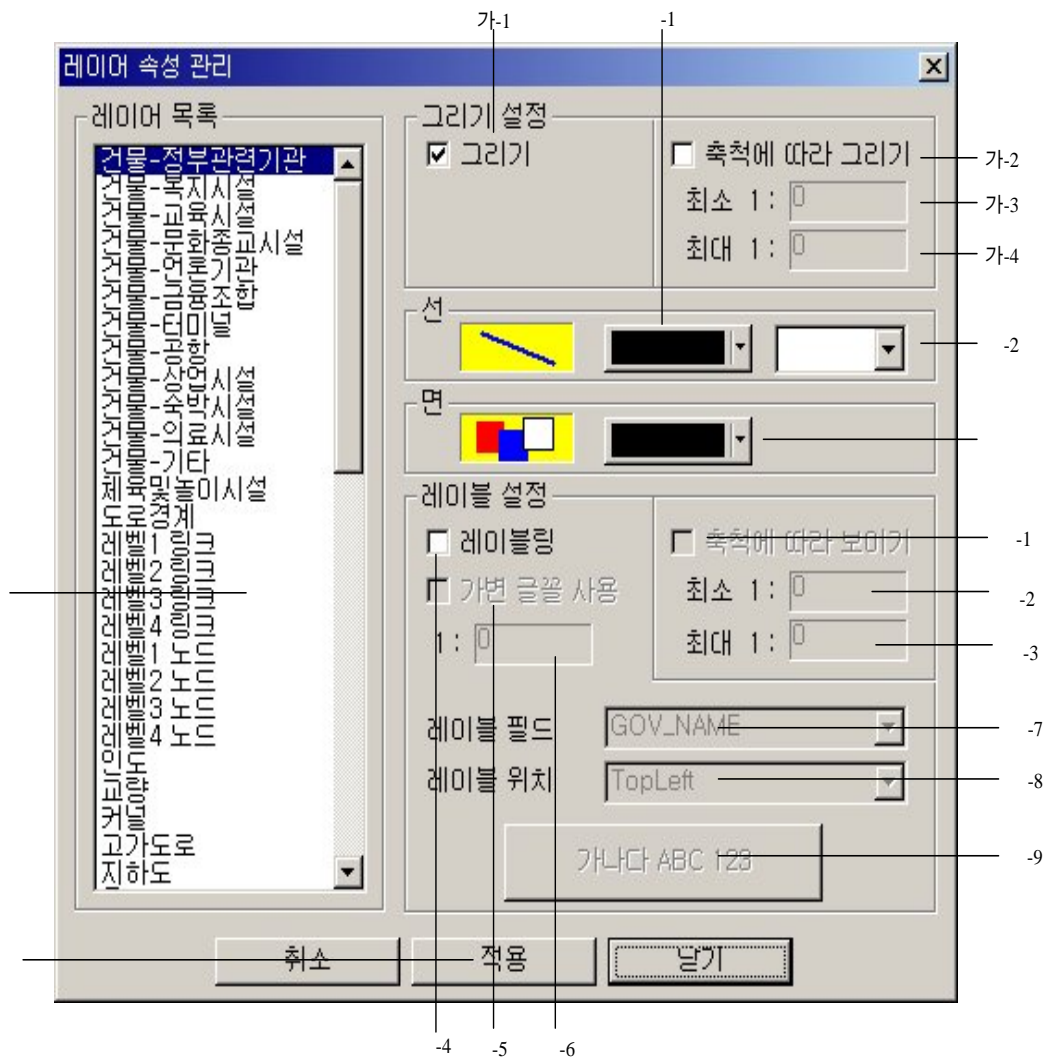 가-1
-1
레이어 속성 관리
레이어 목록
건물-정부관련기관
건물-복지시설
건물-교육시설
건물-문화종교시설
건물-언론기관
건물-금융조합
건물-터미널
건물-공항
건물-상업시설
건물-숙박시설
건물-의료시설
건물-기타
체육및놀이시설
도로경계
레벨1 링크
레벨2 링크
레벨3 링크
레벨4 링크
레벨1 노드
레벨2 노드
레벨3 노드
레벨4 노드
인도
교량
터널
고가도로
지하도
그리기 설정
그리기
축척에 따라 그리기
가-2
최소 1 : 0
가-3
최대 1 : 0
가-4
선
-2
면
레이블 설정
레이블링
축척에 따라 보이기
-1
가변 글꼴 사용
최소 1 : 0
-2
1 : 0
최대 1 : 0
-3
레이블 필드
GOV_NAME
-7
레이블 위치
TopLeft
-8
가나다 ABC 123
-9
취소
적용
닫기
-4
-5
-6